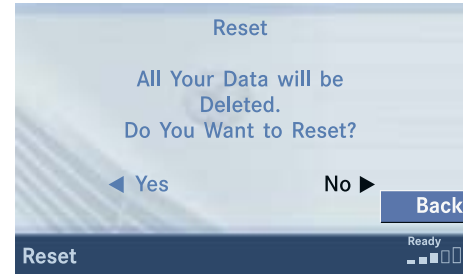 Reset
All Your Data will be
Deleted.
Do You Want to Reset?
◀ Yes No ▶
Back
Reset
Ready